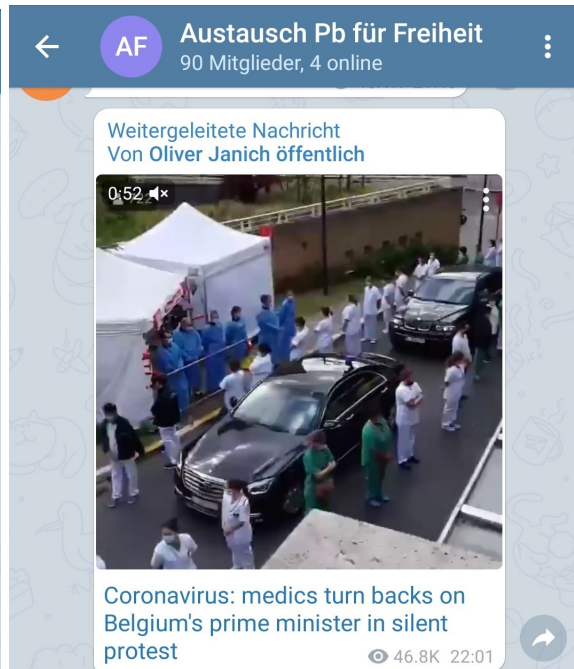 AF
Austausch Pb für Freiheit
90 Mitglieder, 4 online
Weitergeleitete Nachricht
Von Oliver Janich öffentlich
0:52
Coronavirus: medics turn backs on
Belgium's prime minister in silent
protest
46.8K 22:01